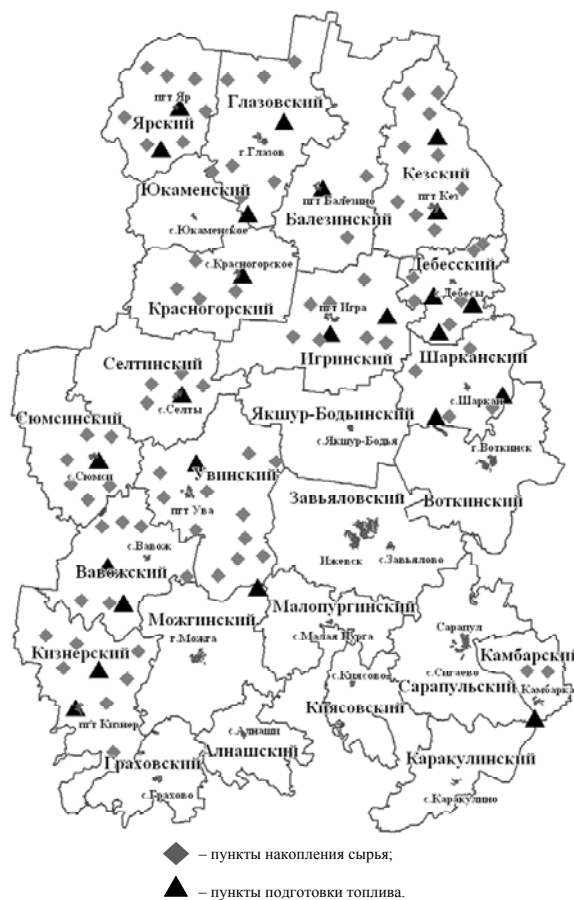 пгт Яр
Ярский
Глазовский
г.Глазов
Кезский
пгт Кез
Юкаменский
с.Юкаменское
пгт Балезино
Балезинский
Дебесский
с.Дебесы
с.Красногорское
Красногорский
пгт Игра
Игринский
Шарканский
с.Шаркан
Селтинский
с.Селты
Якшур-Бодьинский
с.Якшур-Бодья
Сюмсинский
с.Сюмси
Увинский
пгт Ува
г.Воткинск
Воткинский
Завьяловский
Ижевск
с.Завьялово
с.Вавож
Вавожский
Можгинский
г.Можга
Малопургинский
с.Малая Пурга
Сарапул
с.Сигаево
Сарапульский
Камбарский
Камбарка
Кизнерский
пгт Кизнер
с.Киясово
Киясовский
с.Алнаши
Алнашский
Граховский
с.Грахово
Каракулинский
с.Каракулино
– пункты накопления сырья;
– пункты подготовки топлива.